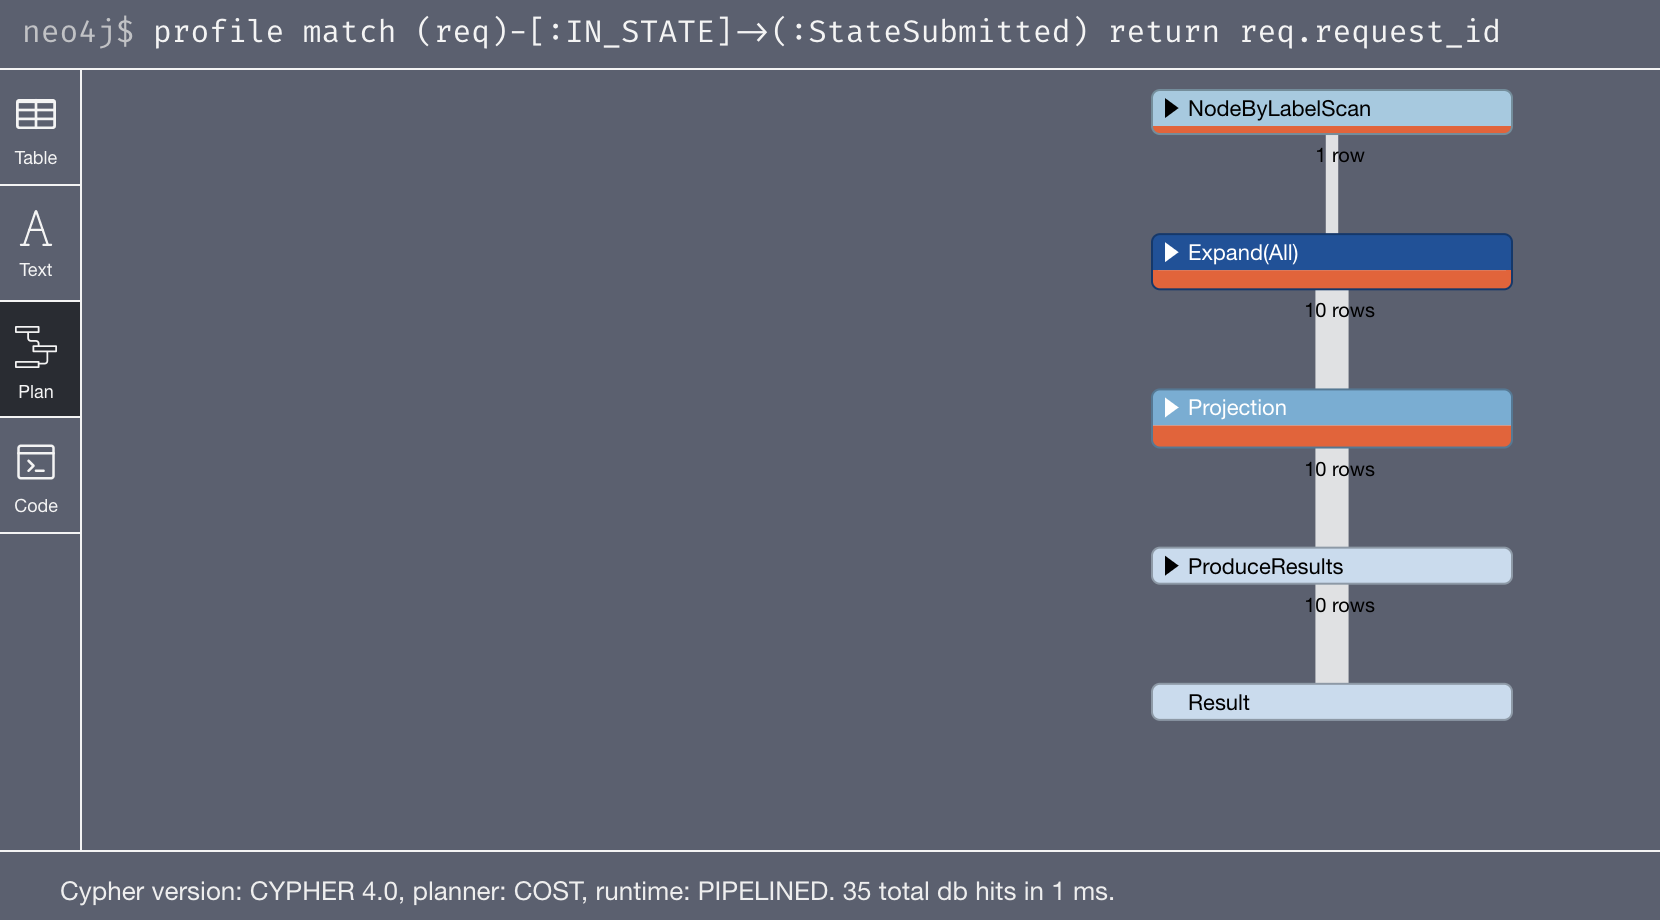 neo4j$ profile match (req)-[:IN_STATE]->(:StateSubmitted) return req.request_id
Table
Text
Plan
Code
NodeByLabelScan
1 row
Expand(All)
10 rows
Projection
10 rows
ProduceResults
10 rows
Result
Cypher version: CYPHER 4.0, planner: COST, runtime: PIPELINED. 35 total db hits in 1 ms.